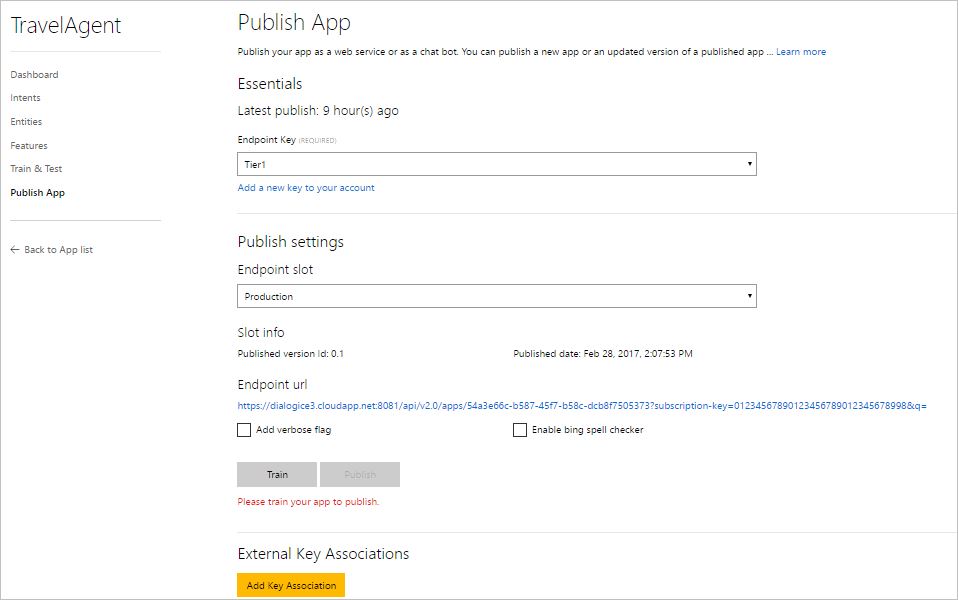 TravelAgent
Dashboard
Intents
Entities
Features
Train & Test
Publish App
← Back to App list
Publish App
Publish your app as a web service or as a chat bot. You can publish a new app or an updated version of a published app ... Learn more
Essentials
Latest publish: 9 hour(s) ago
Endpoint Key (REQUIRED)
Tier1
Add a new key to your account
Publish settings
Endpoint slot
Production
Slot info
Published version Id: 0.1
Published date: Feb 28, 2017, 2:07:53 PM
Endpoint url
https://dialogice3.cloudapp.net:8081/api/v2.0/apps/54a3e66c-b587-45f7-b58c-dcb8f7505373?subscription-key=01234567890123456789012345678998&q=
Add verbose flag
Enable bing spell checker
Train
Publish
Please train your app to publish.
External Key Associations
Add Key Association